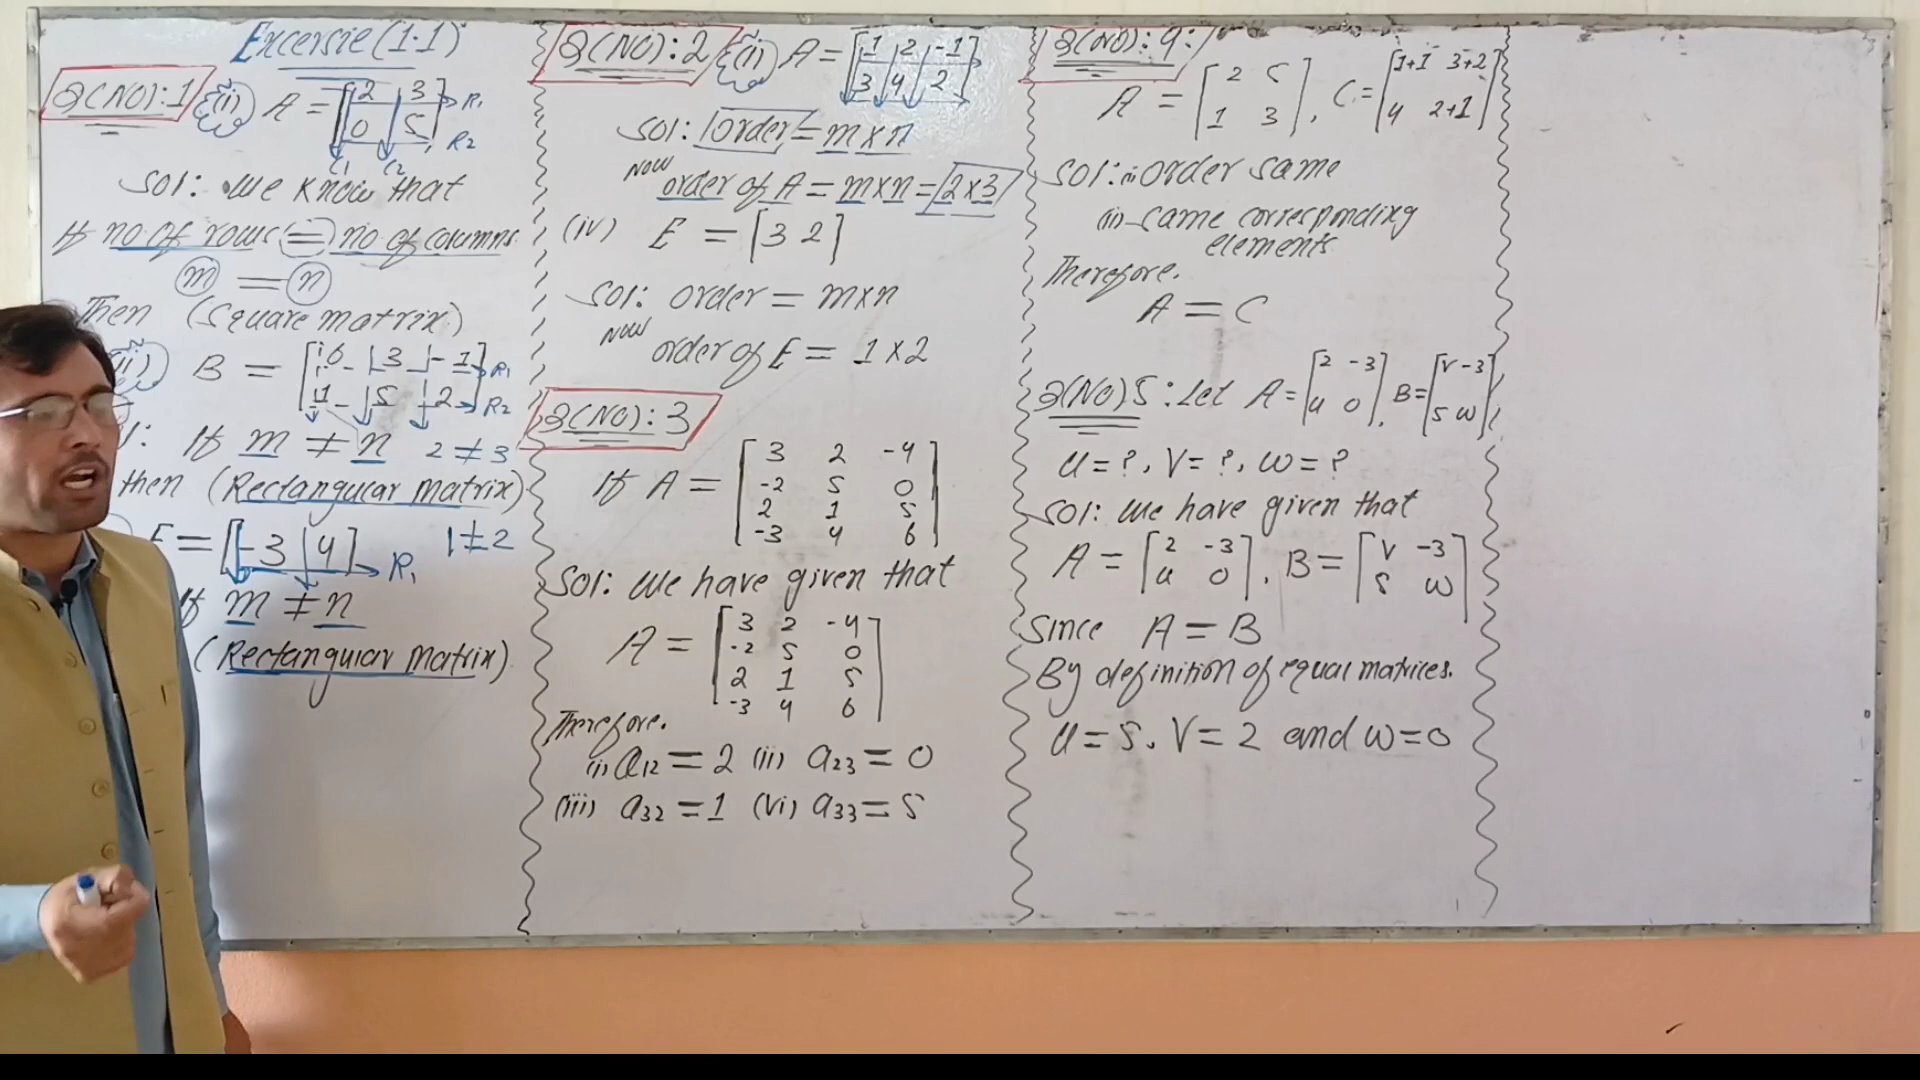 Excersie (1.1)
Q(NO):1 (i) A = [2 3
0 5] R1 R2
C1 C2
Sol: We know that
If no of rows = no of columns
m = n
Then (Square matrix)
(ii) B = [6 3 -1
1 5 2] R1 R2
If m ≠ n 2 ≠ 3
then (Rectangular matrix)
E = [-3 4] R1 1 ≠ 2
If m ≠ n
(Rectangular matrix)
Q(NO):2 (i) A = [1 2 -1
3 4 2]
Sol: Order = m×n
Now
order of A = m×n = 2×3
(iv) E = [3 2]
Sol: order = m×n
Now
order of E = 1×2
Q(NO):3
If A = [3 2 -4
-2 5 0
2 1 5
-3 4 6]
Sol: We have given that
A = [3 2 -4
-2 5 0
2 1 5
-3 4 6]
Therefore.
(i) a12 = 2 (ii) a23 = 0
(iii) a32 = 1 (vi) a33 = 5
Q(NO):4:
A = [2 5
1 3], C = [1+1 3+2
4 2+1]
Sol: (i) Order same
(ii) Same corresponding
elements
Therefore.
A = C
Q(NO)5: Let A = [2 -3
u 0], B = [v -3
5 w]
u=?, v=?, w=?
Sol: We have given that
A = [2 -3
u 0], B = [v -3
5 w]
Since A = B
By definition of equal matrices.
u=5, v=2 and w=0